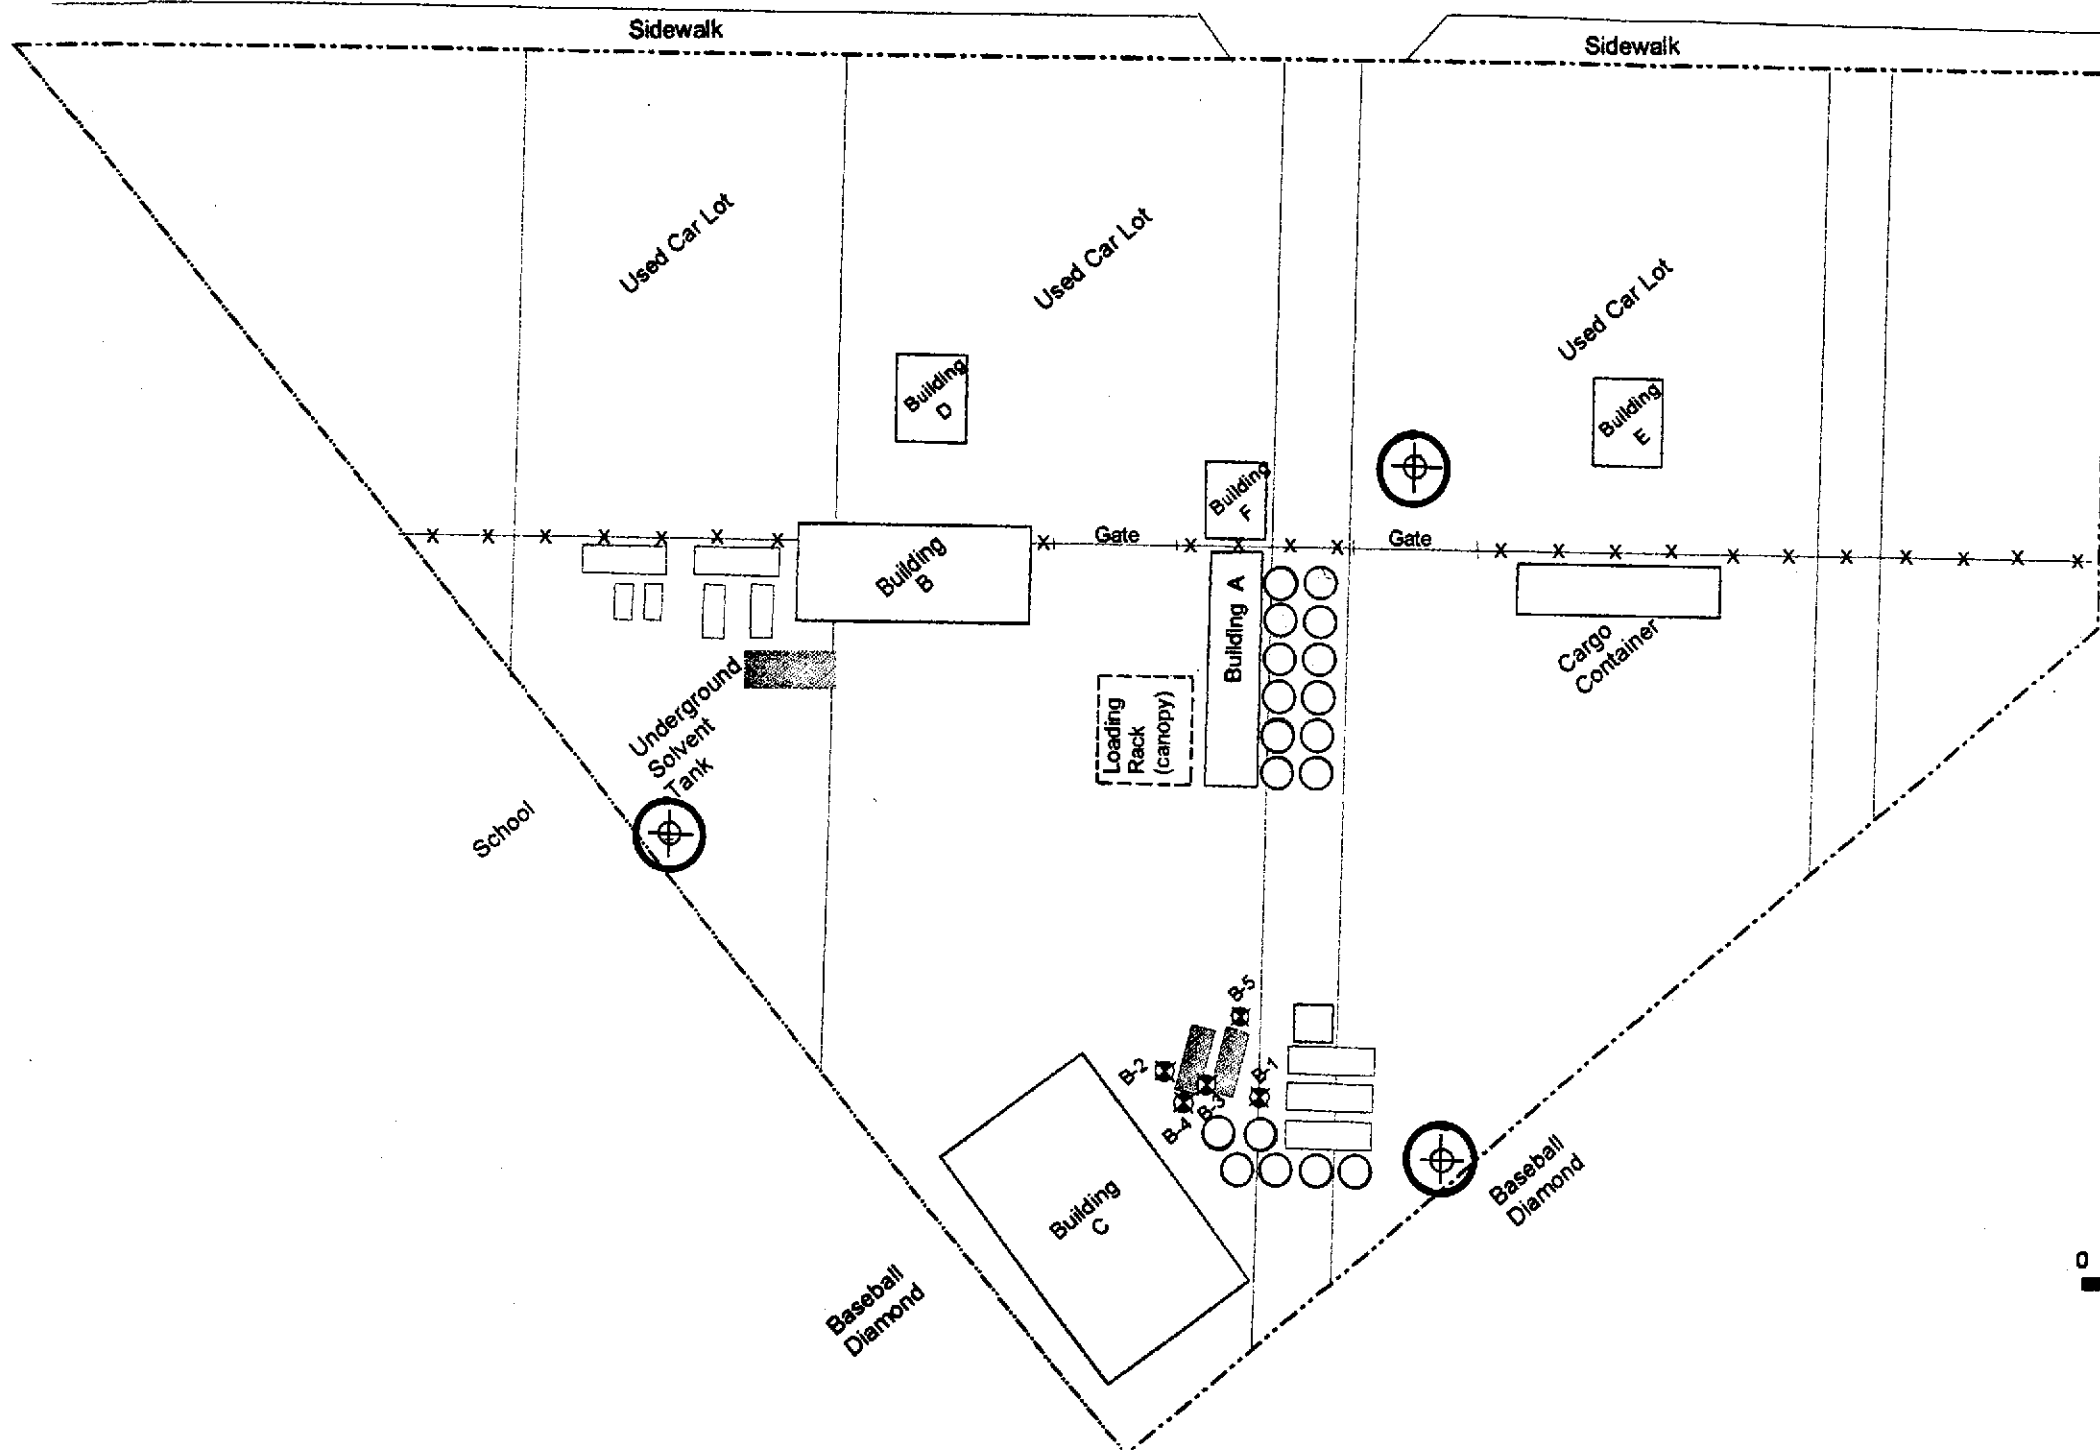 Sidewalk
Sidewalk
Used Car Lot
Used Car Lot
Used Car Lot
Building
D
Building
E
Building
F
Gate
Gate
Building
B
Building A
Cargo
Container
Underground
Solvent
Tank
Loading
Rack
(canopy)
School
B-5
B-2
B-1
B-3
B-4
Building
C
Baseball
Diamond
Baseball
Diamond
0